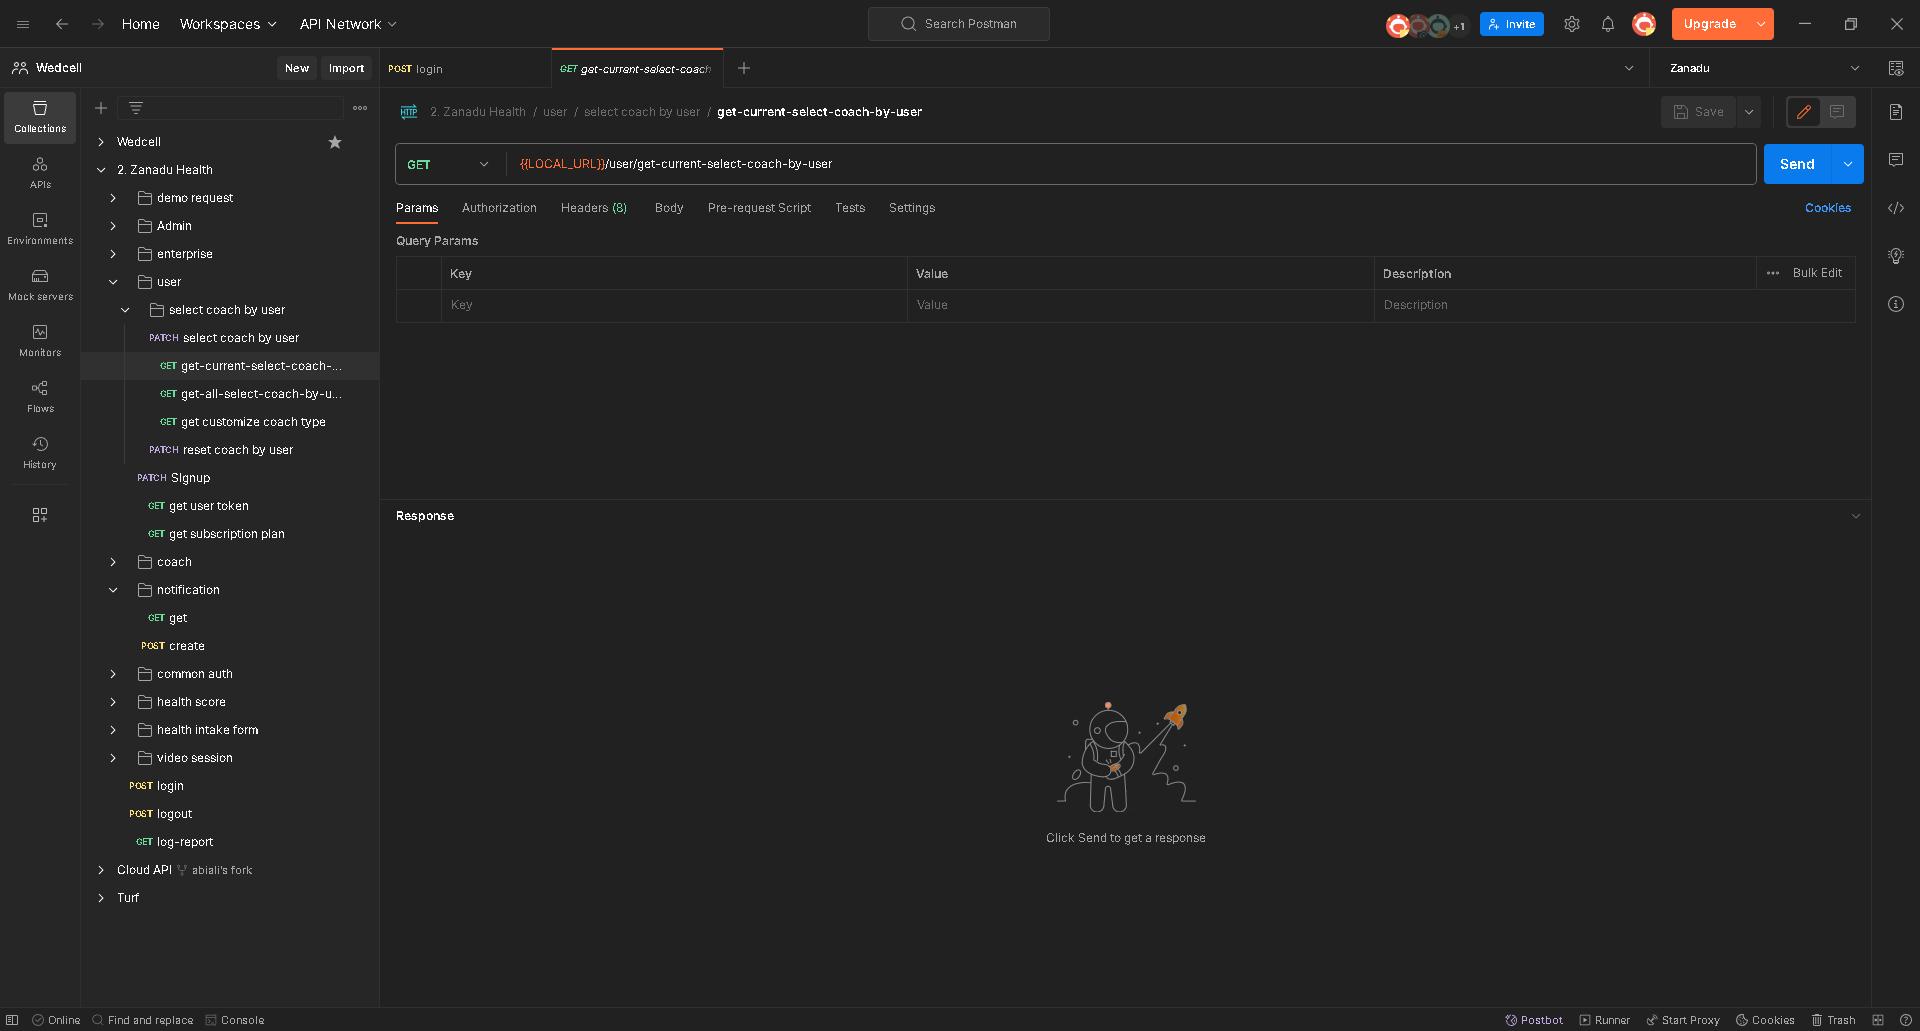 Home
Workspaces
API Network
Search Postman
+1
Invite
Upgrade
Wedcell
New
Import
POST login
GET get-current-select-coach
Zanadu
Collections
APIs
Environments
Mock servers
Monitors
Flows
History
Wedcell
2. Zanadu Health
demo request
Admin
enterprise
user
select coach by user
PATCH select coach by user
GET get-current-select-coach-...
GET get-all-select-coach-by-u...
GET get customize coach type
PATCH reset coach by user
PATCH SIgnup
GET get user token
GET get subscription plan
coach
notification
GET get
POST create
common auth
health score
health intake form
video session
POST login
POST logout
GET log-report
Cloud API abiali's fork
Turf
HTTP 2. Zanadu Health / user / select coach by user / get-current-select-coach-by-user
Save
GET
{{LOCAL_URL}}/user/get-current-select-coach-by-user
Send
Params Authorization Headers (8) Body Pre-request Script Tests Settings
Cookies
Query Params
Key Value Description
Bulk Edit
Key Value Description
Response
Click Send to get a response
Online
Find and replace
Console
Postbot
Runner
Start Proxy
Cookies
Trash